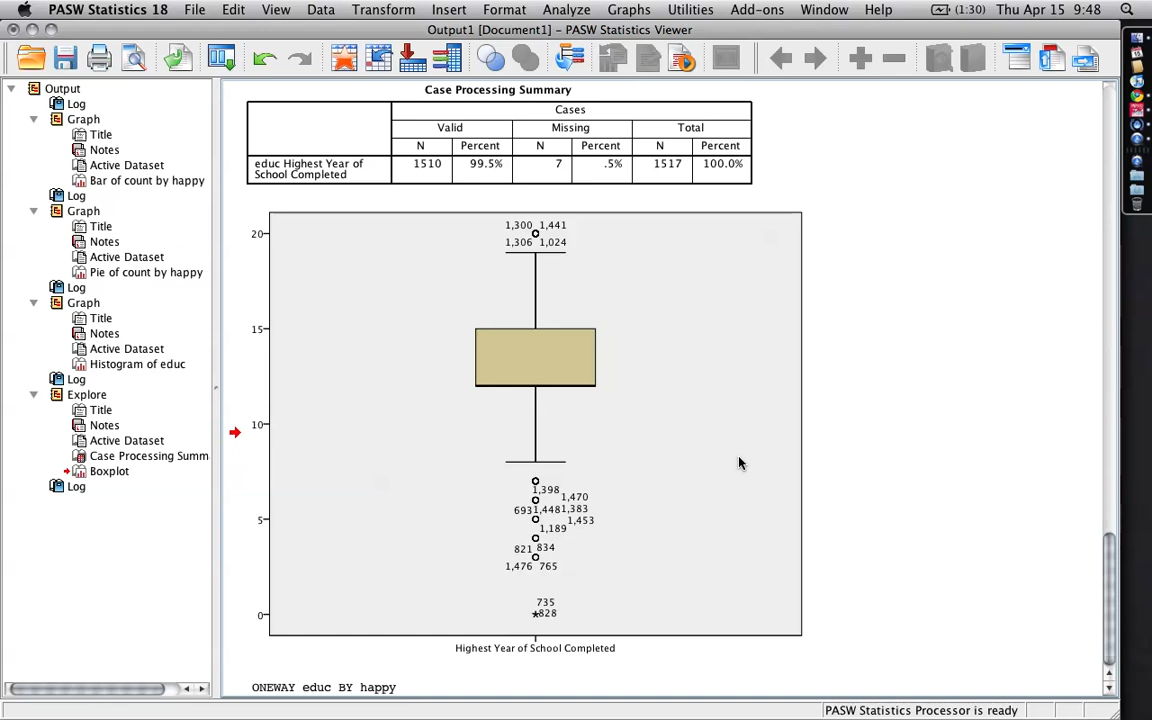 PASW Statistics 18 File Edit View Data Transform Insert Format Analyze Graphs Utilities Add-ons Window Help (1:30) Thu Apr 15 9:48
Output1 [Document1] – PASW Statistics Viewer
Output
Log
Graph
Title
Notes
Active Dataset
Bar of count by happy
Log
Graph
Title
Notes
Active Dataset
Pie of count by happy
Log
Graph
Title
Notes
Active Dataset
Histogram of educ
Log
Explore
Title
Notes
Active Dataset
Case Processing Summ
Boxplot
Log
Case Processing Summary
Cases
Valid Missing Total
N Percent N Percent N Percent
educ Highest Year of 1510 99.5% 7 .5% 1517 100.0%
School Completed
1,300 1,441
20
1,306 1,024
15
10
1,398
1,470
693 1,448 1,383
5 1,453
1,189
821 834
1,476 765
735
0 828
Highest Year of School Completed
ONEWAY educ BY happy
PASW Statistics Processor is ready